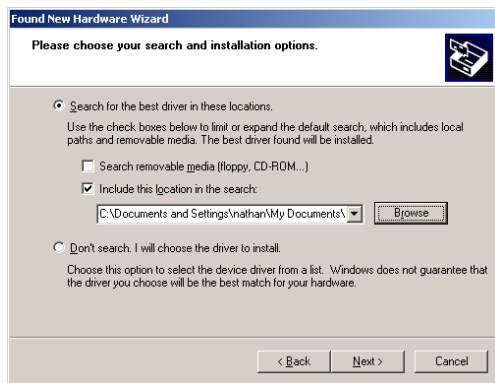 Found New Hardware Wizard
Please choose your search and installation options.
Search for the best driver in these locations.
Use the check boxes below to limit or expand the default search, which includes local
paths and removable media. The best driver found will be installed.
Search removable media (floppy, CD-ROM...)
Include this location in the search:
C:\Documents and Settings\nathan\My Documents\
Browse
Don't search. I will choose the driver to install.
Choose this option to select the device driver from a list. Windows does not guarantee that
the driver you choose will be the best match for your hardware.
< Back Next > Cancel